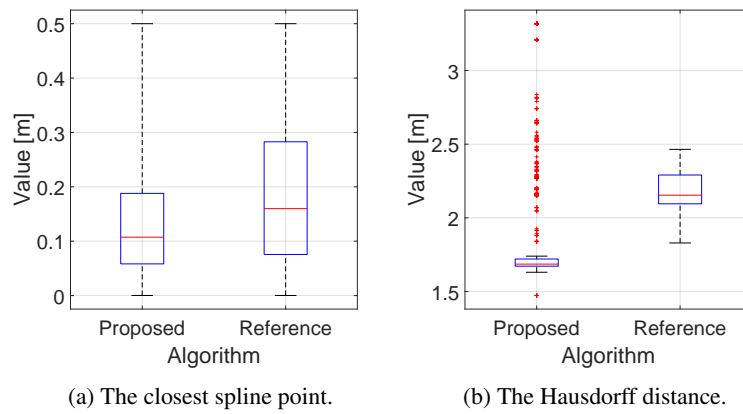 0.5
0.4
0.3
0.2
0.1
0
Value [m]
Proposed
Reference
Algorithm
(a) The closest spline point.
3
2.5
2
1.5
Value [m]
Proposed
Reference
Algorithm
(b) The Hausdorff distance.